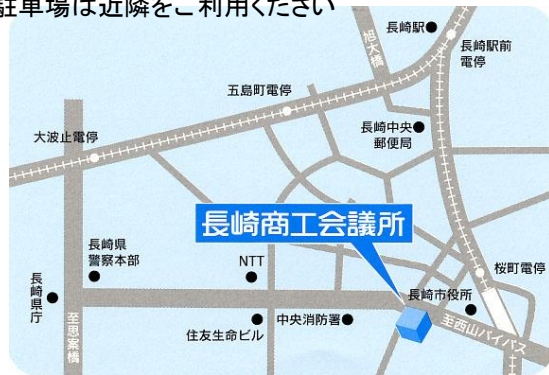 駐車場は近隣をご利用ください
長崎駅
旭大橋
長崎駅前
電停
五島町電停
長崎中央
郵便局
大波止電停
長崎商工会議所
長崎県
警察本部
NTT
桜町電停
長崎県庁
長崎市役所
住友生命ビル
中央消防署
至西山バイパス
至思案橋